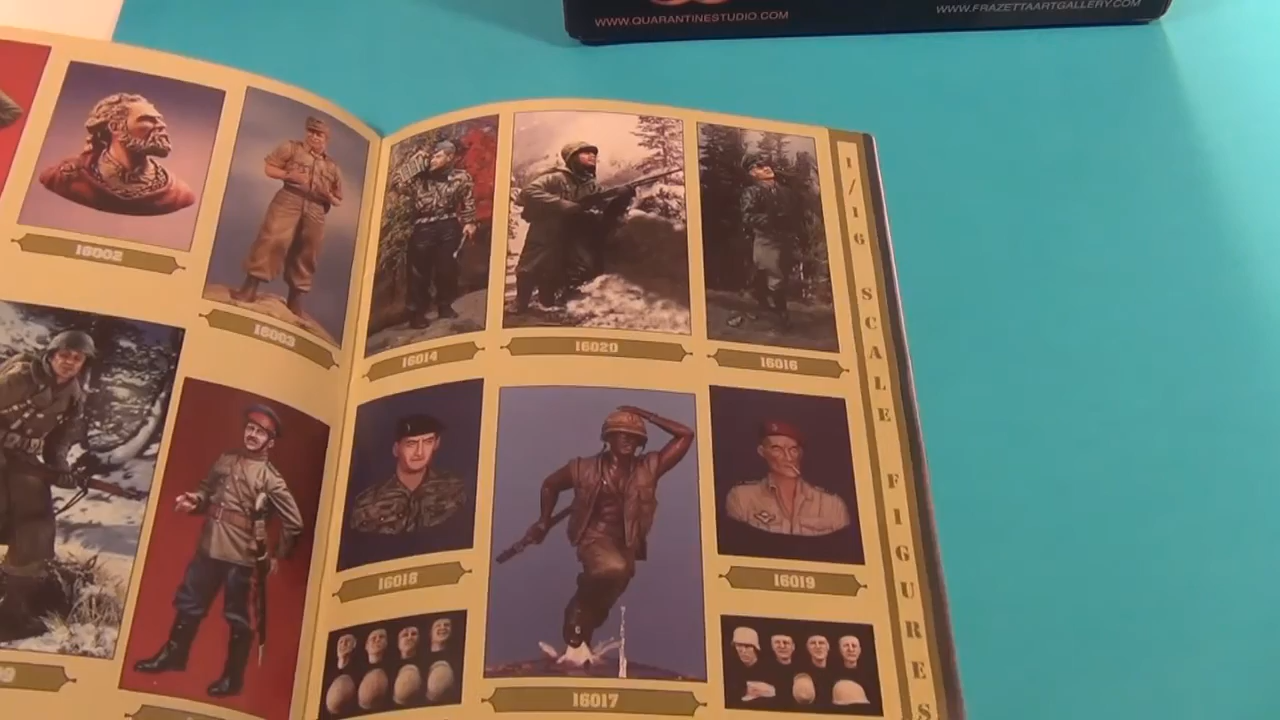 WWW.QUARANTINESTUDIO.COM
WWW.FRAZETTAARTGALLERY.COM
16002
16003
16014
16020
16016
1/16 SCALE FIGURES
16018
16017
16019